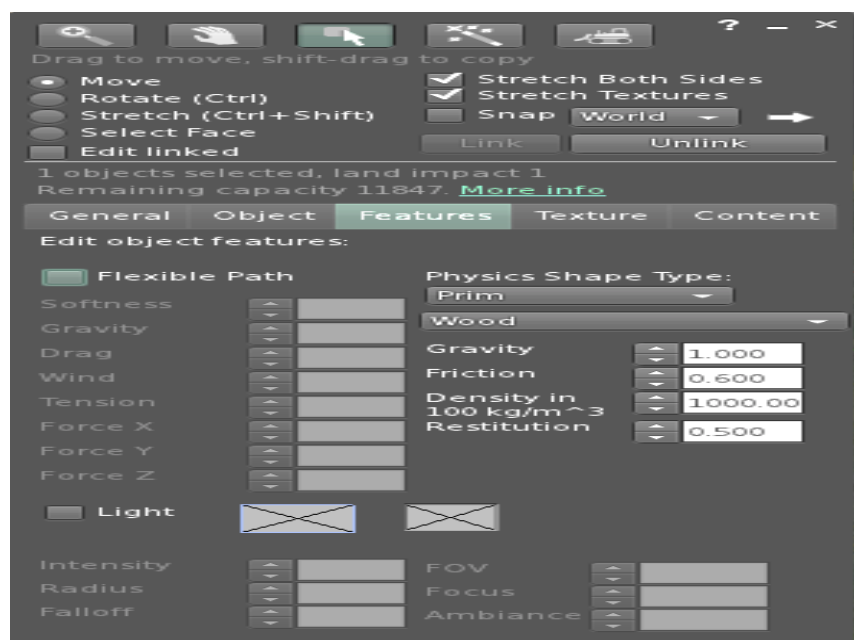 ? _ ×
Drag to move, shift-drag to copy
Move
Rotate (Ctrl)
Stretch (Ctrl+Shift)
Select Face
Edit linked
Stretch Both Sides
Stretch Textures
Snap World
Link Unlink
1 objects selected, land impact 1
Remaining capacity 11847. More info
General Object Features Texture Content
Edit object features:
Flexible Path
Softness
Gravity
Drag
Wind
Tension
Force X
Force Y
Force Z
Physics Shape Type:
Prim
Wood
Gravity 1.000
Friction 0.600
Density in
100 kg/m^3 1000.00
Restitution 0.500
Light
Intensity
Radius
Falloff
FOV
Focus
Ambiance